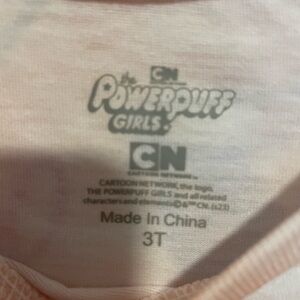 CN
the
POWERPUFF
GIRLS
CN
CARTOON NETWORK
CARTOON NETWORK, the logo,
THE POWERPUFF GIRLS and all related
characters and elements © & ™ CN. (s23)
Made In China
3T